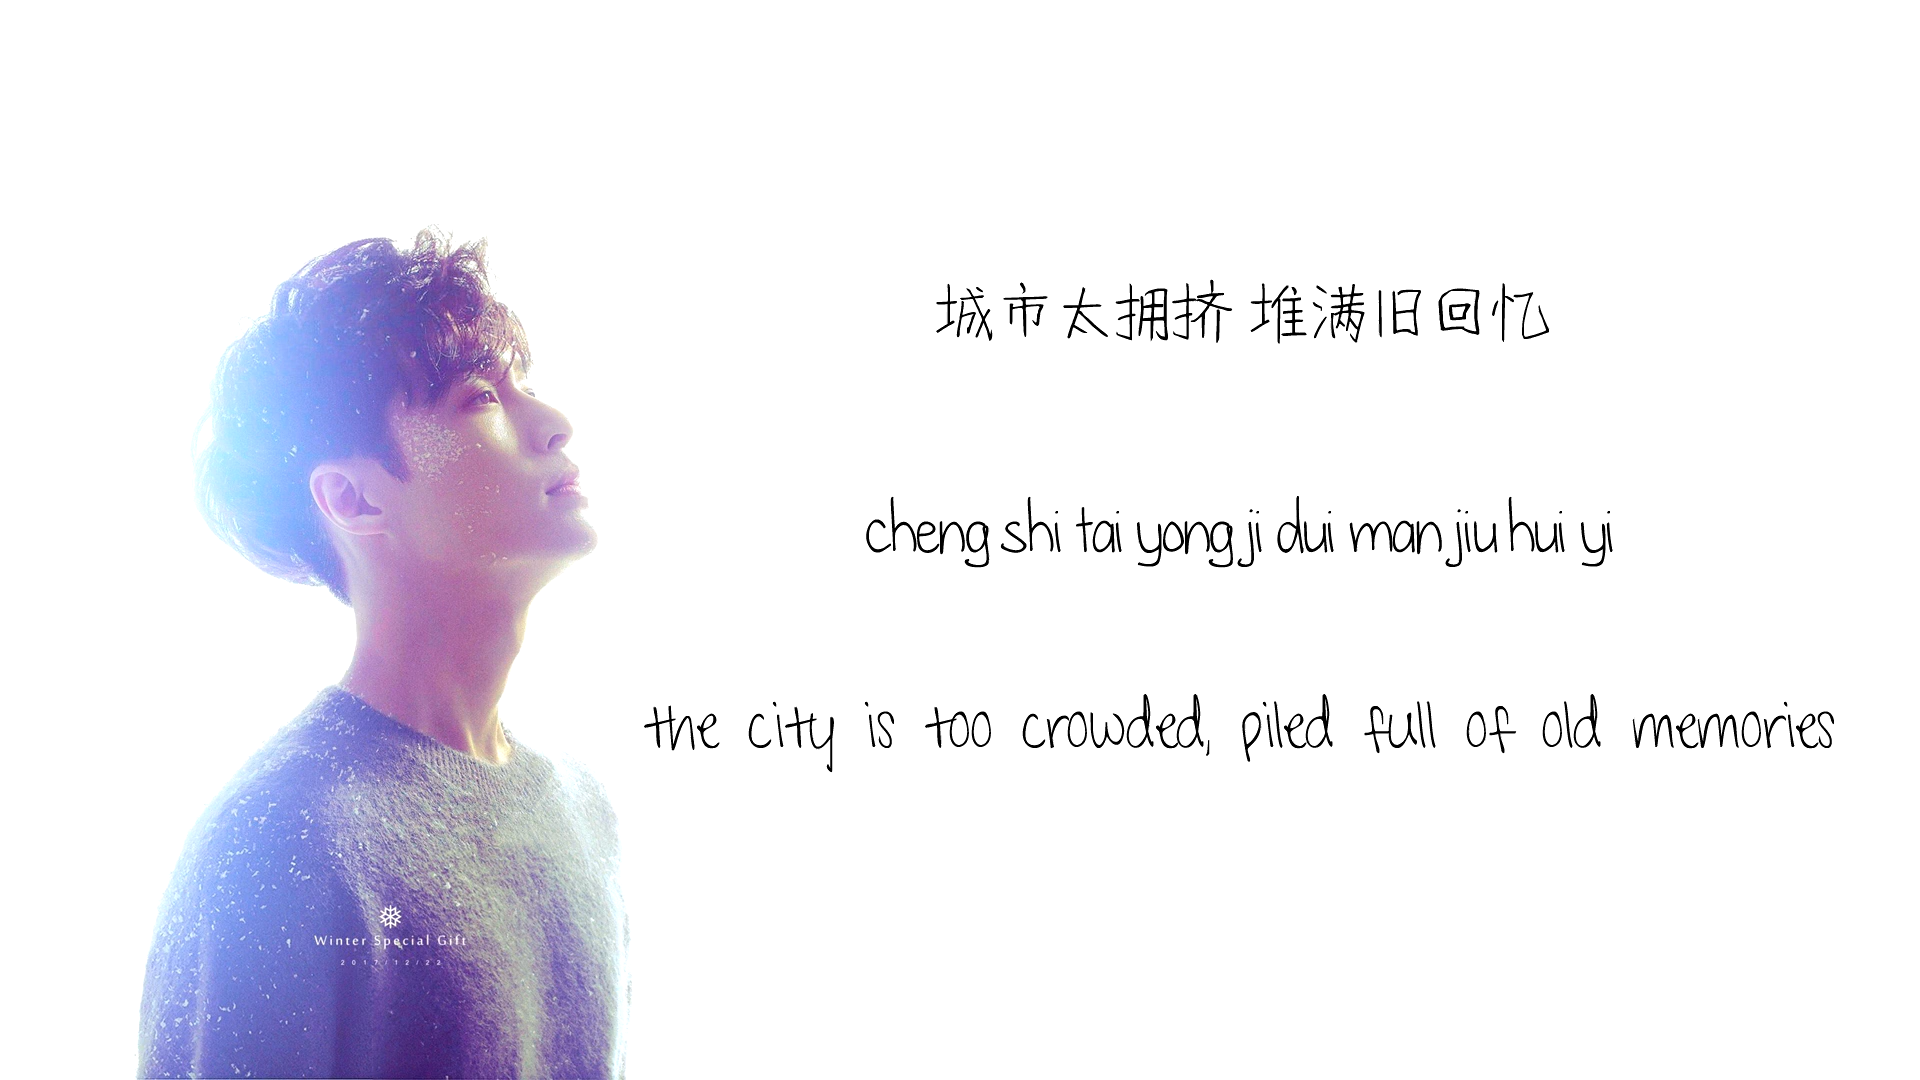 城市太拥挤 堆满旧回忆
cheng shi tai yong ji dui man jiu hui yi
the city is too crowded, piled full of old memories
Winter Special Gift
2017/12/22